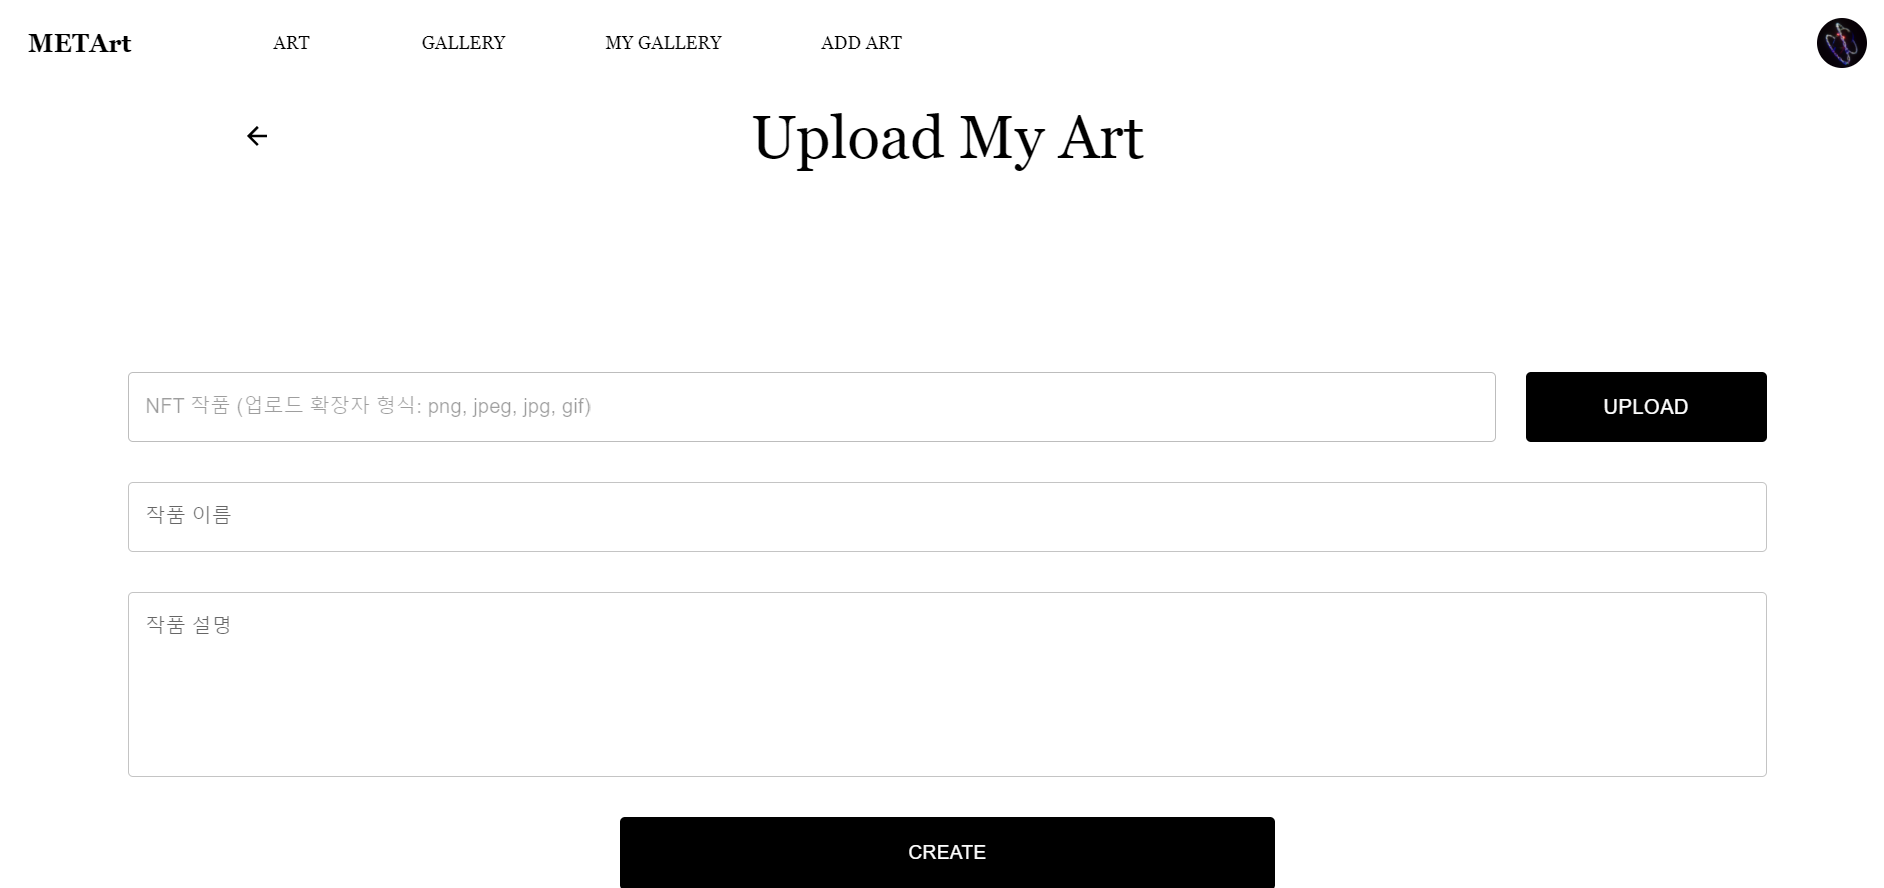 METArt
ART
GALLERY
MY GALLERY
ADD ART
Upload My Art
NFT 작품 (업로드 확장자 형식: png, jpeg, jpg, gif)
UPLOAD
작품 이름
작품 설명
CREATE